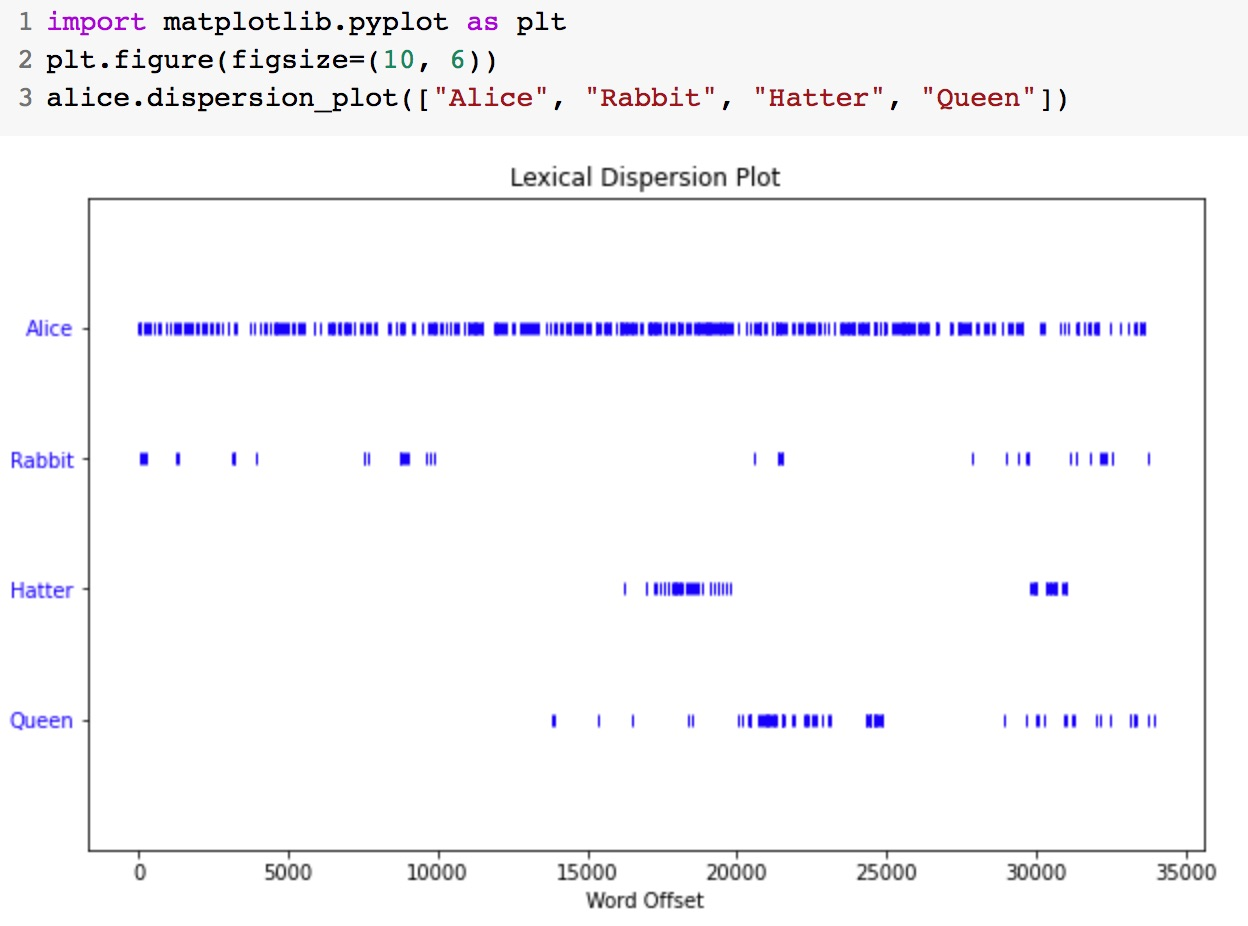 1 import matplotlib.pyplot as plt
2 plt.figure(figsize=(10, 6))
3 alice.dispersion_plot(["Alice", "Rabbit", "Hatter", "Queen"])
Lexical Dispersion Plot
Alice
Rabbit
Hatter
Queen
0 5000 10000 15000 20000 25000 30000 35000
Word Offset